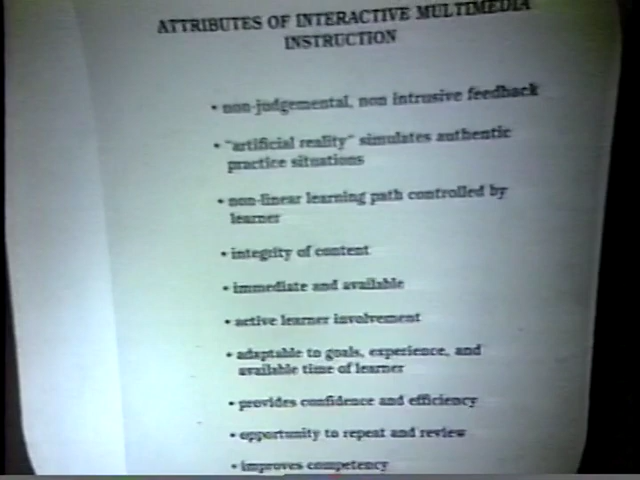 ATTRIBUTES OF INTERACTIVE MULTIMEDIA
INSTRUCTION
• non-judgemental, non intrusive feedback
• "artificial reality" simulates authentic
practice situations
• non-linear learning path controlled by
learner
• integrity of content
• immediate and available
• active learner involvement
• adaptable to goals, experience, and
available time of learner
• provides confidence and efficiency
• opportunity to repeat and review
• improves competency